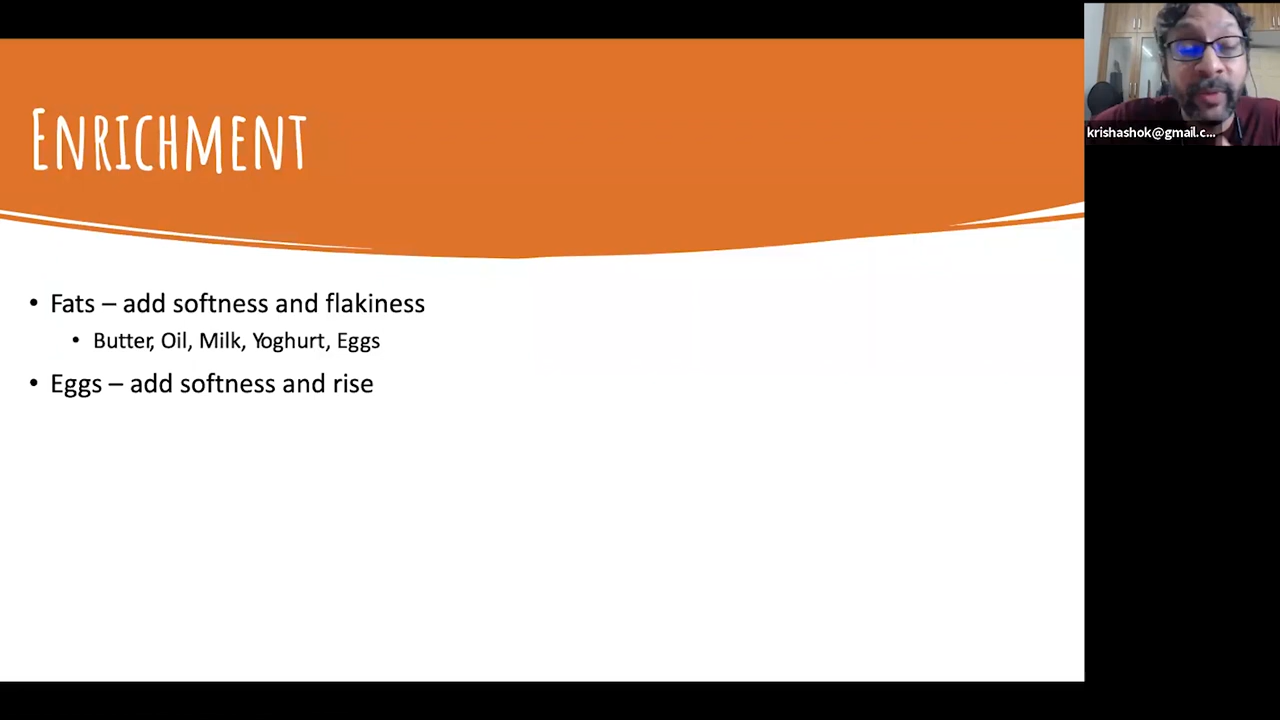 ENRICHMENT
krishashok@gmail.c...
• Fats – add softness and flakiness
• Butter, Oil, Milk, Yoghurt, Eggs
• Eggs – add softness and rise